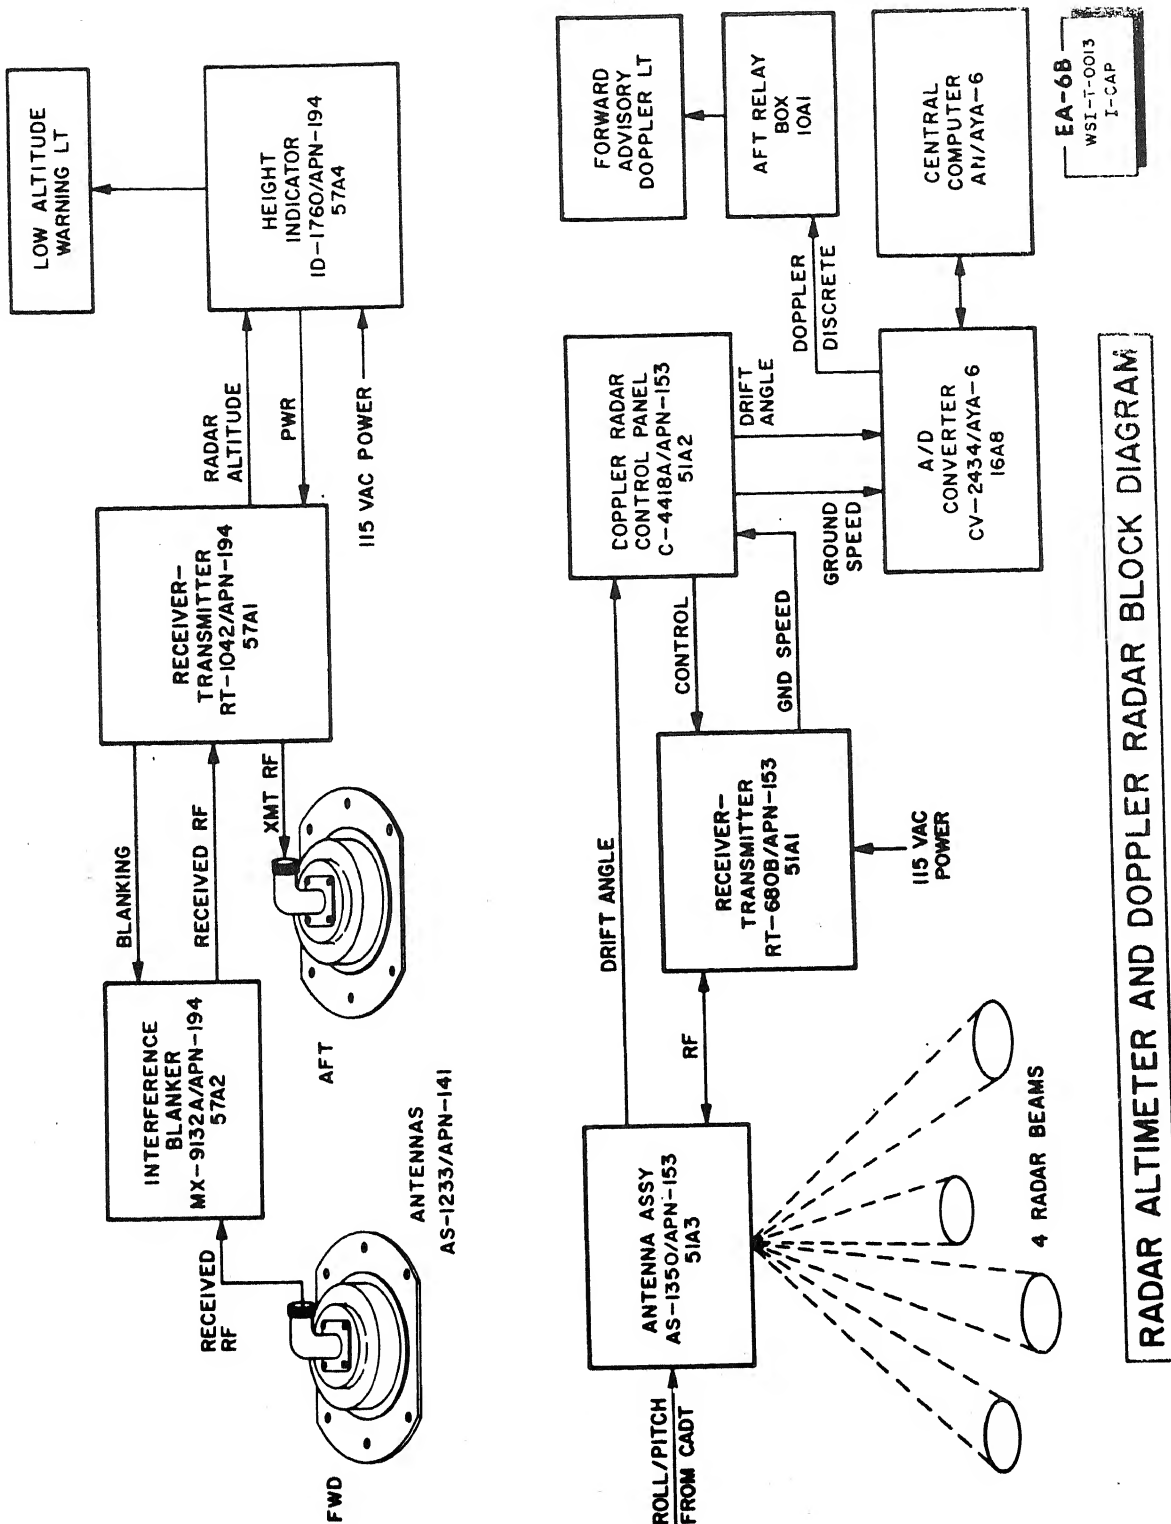 LOW ALTITUDE
WARNING LT
HEIGHT
INDICATOR
ID-1760/APN-194
57A4
RADAR
ALTITUDE
PWR
115 VAC POWER
RECEIVER-
TRANSMITTER
RT-1042/APN-194
57A1
BLANKING
RECEIVED RF
XMT RF
INTERFERENCE
BLANKER
MX-9132A/APN-194
57A2
RECEIVED
RF
AFT
FWD
ANTENNAS
AS-1233/APN-141
FORWARD
ADVISORY
DOPPLER LT
AFT RELAY
BOX
10A1
CENTRAL
COMPUTER
AN/AYA-6
DOPPLER
DISCRETE
DOPPLER RADAR
CONTROL PANEL
C-4418A/APN-153
51A2
DRIFT
ANGLE
GROUND
SPEED
A/D
CONVERTER
CV-2434/AYA-6
16A8
DRIFT ANGLE
CONTROL
GND SPEED
RECEIVER-
TRANSMITTER
RT-680B/APN-153
51A1
115 VAC
POWER
RF
ANTENNA ASSY
AS-1350/APN-153
51A3
ROLL/PITCH
FROM CADT
4 RADAR BEAMS
EA-6B
WSI-T-0013
I-CAP
RADAR ALTIMETER AND DOPPLER RADAR BLOCK DIAGRAM